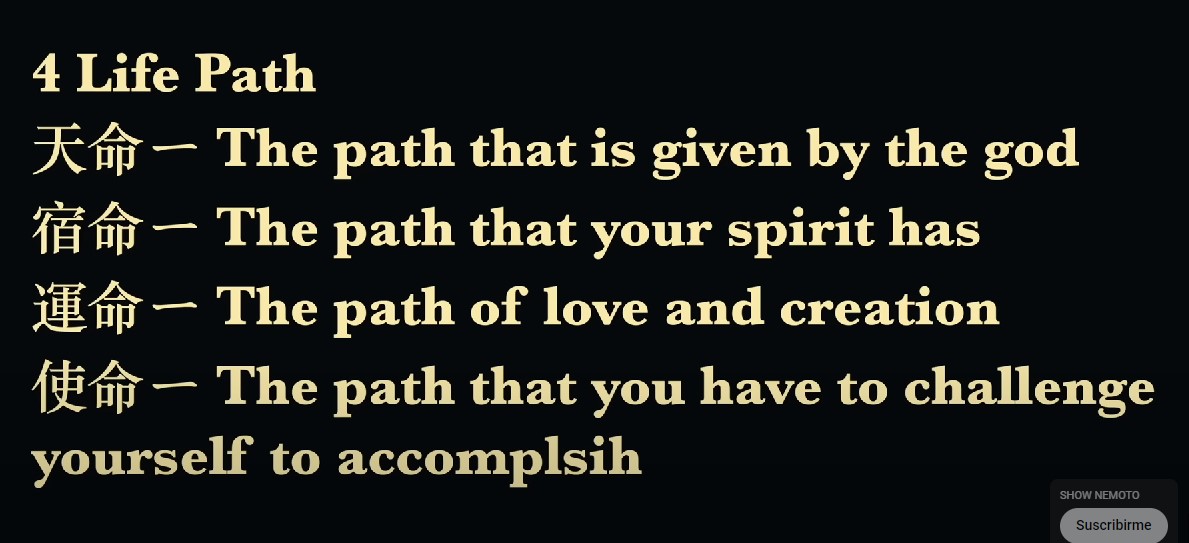 4 Life Path
天命ー The path that is given by the god
宿命ー The path that your spirit has
運命ー The path of love and creation
使命ー The path that you have to challenge
yourself to accomplsih
SHOW NEMOTO
Suscribirme